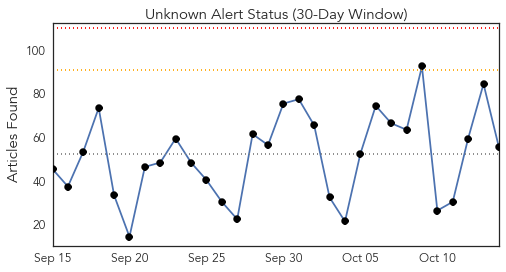 Unknown Alert Status (30-Day Window)
Articles Found
100
80
60
40
20
Sep 15 Sep 20 Sep 25 Sep 30 Oct 05 Oct 10